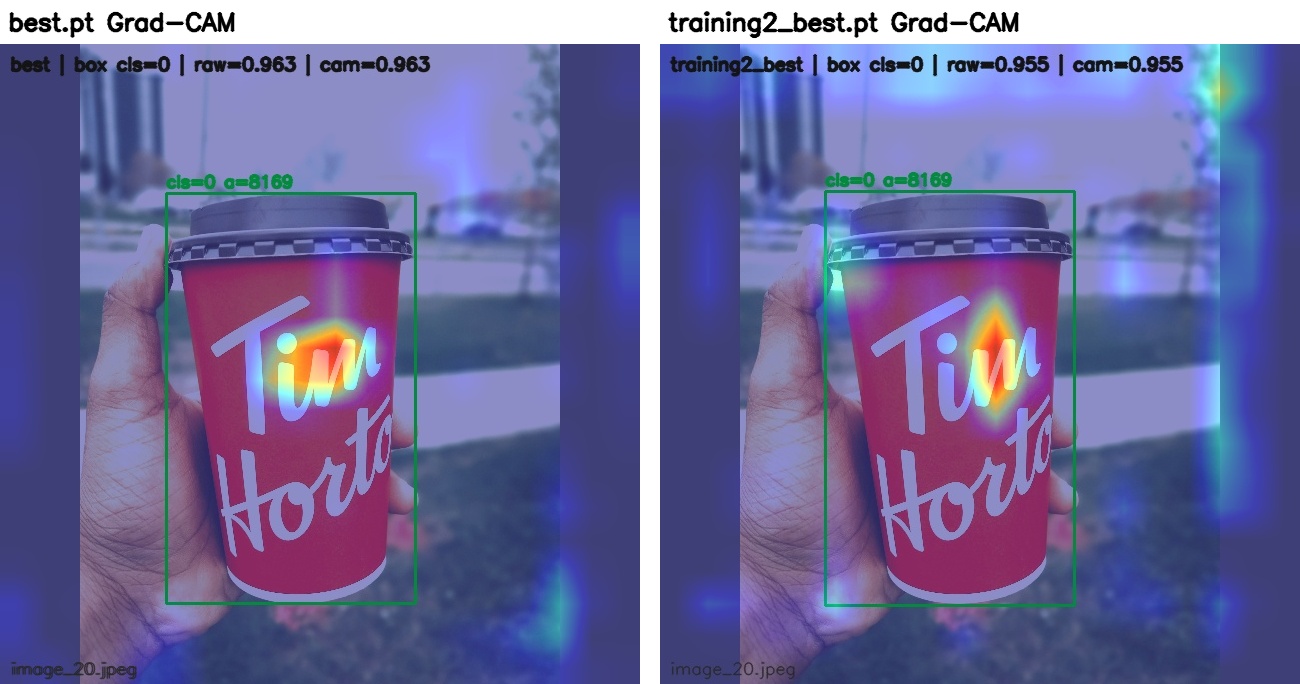 best.pt Grad-CAM
best | box cls=0 | raw=0.963 | cam=0.963
cls=0 a=8169
Tim
Horto
image_20.jpeg
training2_best.pt Grad-CAM
training2_best | box cls=0 | raw=0.955 | cam=0.955
cls=0 a=8169
Tim
Horto
image_20.jpeg